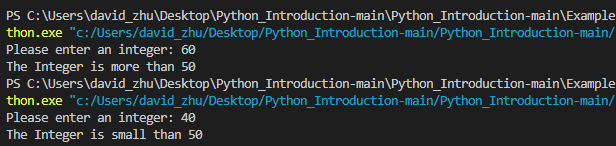 PS C:\Users\david_zhu\Desktop\Python_Introduction-main\Python_Introduction-main\Example
thon.exe "c:/Users/david_zhu/Desktop/Python_Introduction-main/Python_Introduction-main/
Please enter an integer: 60
The Integer is more than 50
PS C:\Users\david_zhu\Desktop\Python_Introduction-main\Python_Introduction-main\Example
thon.exe "c:/Users/david_zhu/Desktop/Python_Introduction-main/Python_Introduction-main/
Please enter an integer: 40
The Integer is small than 50